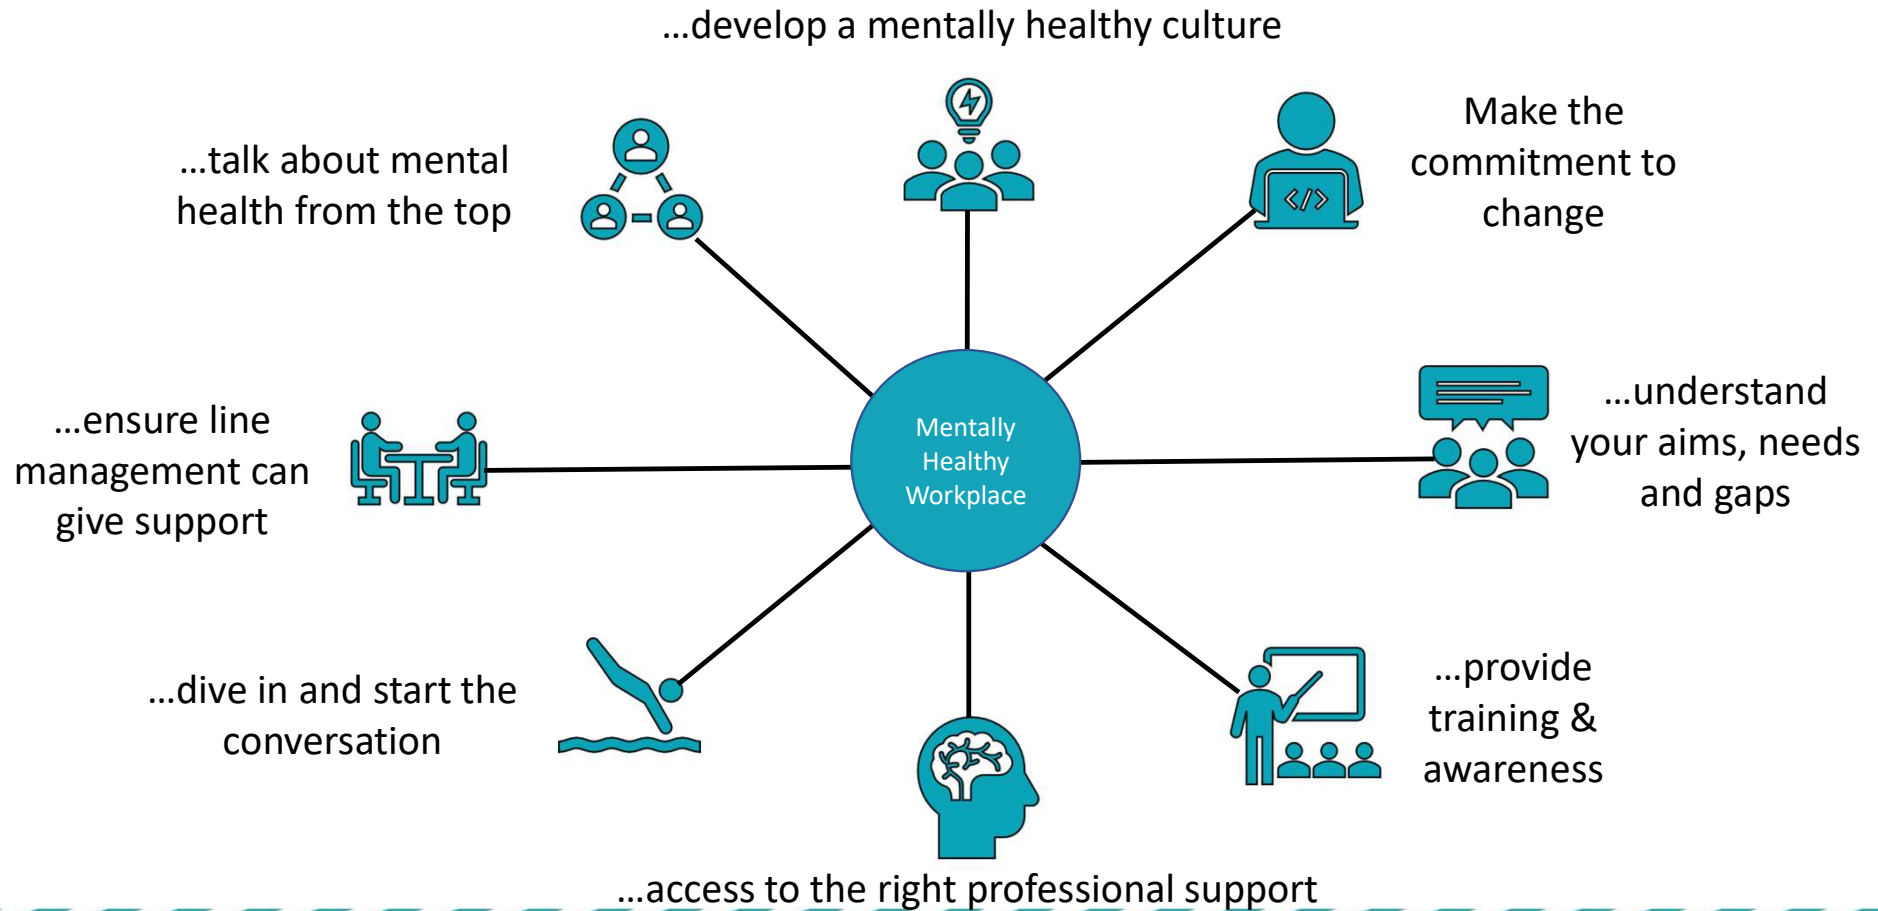 …develop a mentally healthy culture
Make the
commitment to
change
…understand
your aims, needs
and gaps
…provide
training &
awareness
…access to the right professional support
…dive in and start the
conversation
…ensure line
management can
give support
…talk about mental
health from the top
Mentally
Healthy
Workplace
</>